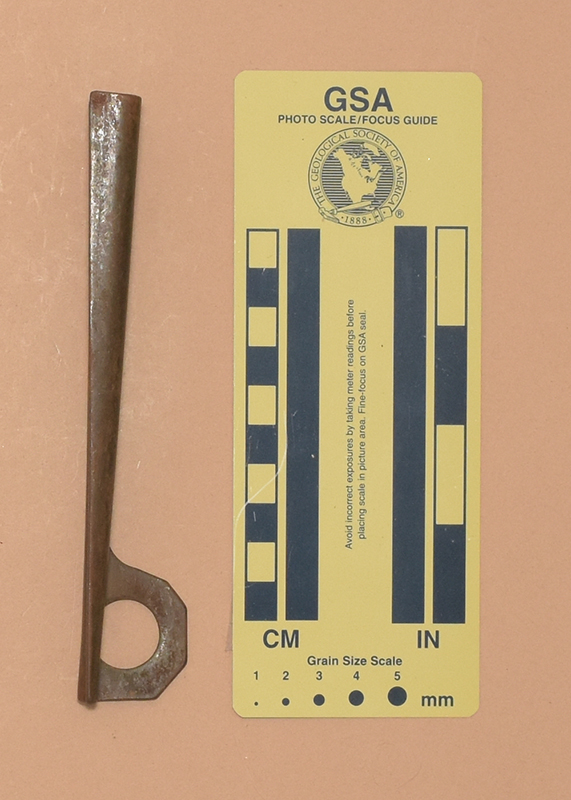 GSA
PHOTO SCALE/FOCUS GUIDE
THE GEOLOGICAL SOCIETY OF AMERICA
·1888·
®
Avoid incorrect exposures by taking meter readings before
placing scale in picture area. Fine-focus on GSA seal.
CM IN
Grain Size Scale
1 2 3 4 5
mm